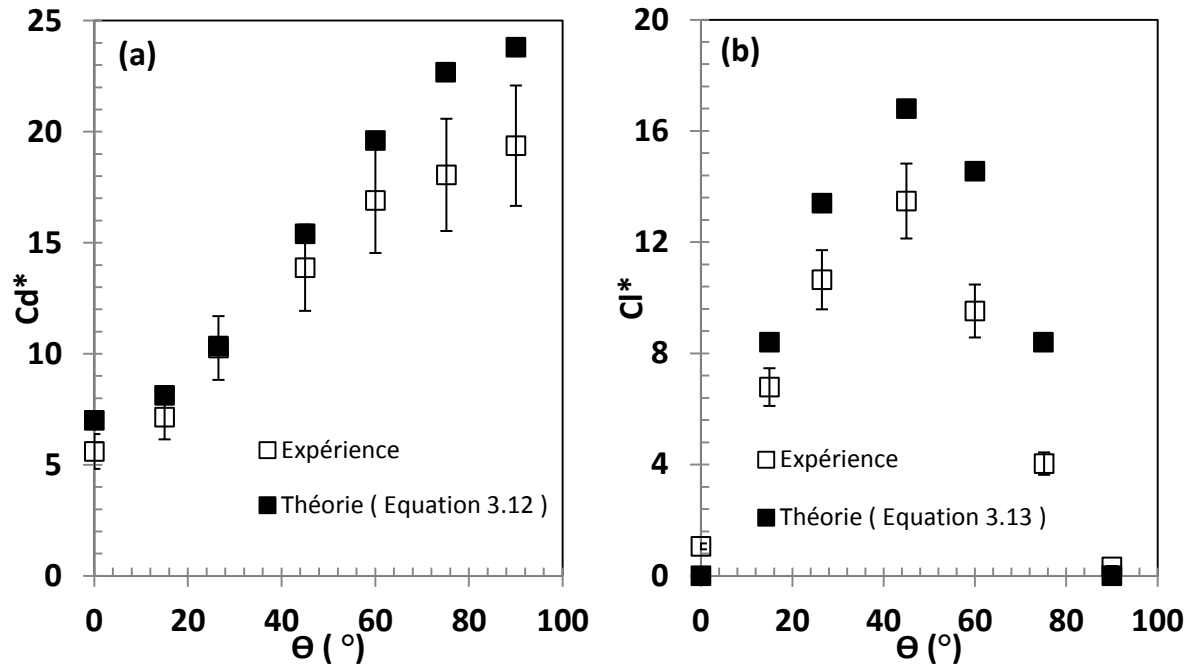 (a)
25
20
15
10
5
0
Cd*
0 20 40 60 80 100
Ɵ ( °)
Expérience
Théorie ( Equation 3.12 )
(b)
20
16
12
8
4
0
Cl*
0 20 40 60 80 100
Ɵ (°)
Expérience
Théorie ( Equation 3.13 )